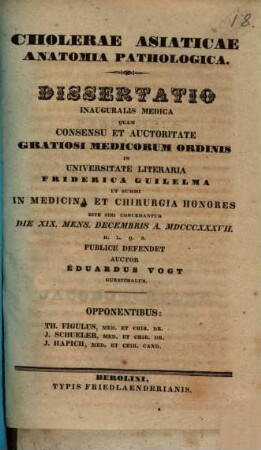 18.
CHOLERAE ASIATICAE
ANATOMIA PATHOLOGICA.
DISSERTATIO
INAUGURALIS MEDICA
QUAM
CONSENSU ET AUCTORITATE
GRATIOSI MEDICORUM ORDINIS
IN
UNIVERSITATE LITERARIA
FRIDERICA GUILELMA
UT SUMMI
IN MEDICINA ET CHIRURGIA HONORES
RITE SIBI CONCEDANTUR
DIE XIX. MENS. DECEMBRIS A. MDCCCXXXVII.
H. L. Q. S.
PUBLICE DEFENDET
AUCTOR
EDUARDUS VOGT
GUESTPHALUS.
OPPONENTIBUS:
TH. FIGULUS, MED. ET CHIR. DR.
J. SCHUELER, MED. ET CHIR. DR.
J. HAPICH, MED. ET CHIR. CAND.
BEROLINI,
TYPIS FRIEDLAENDERIANIS.